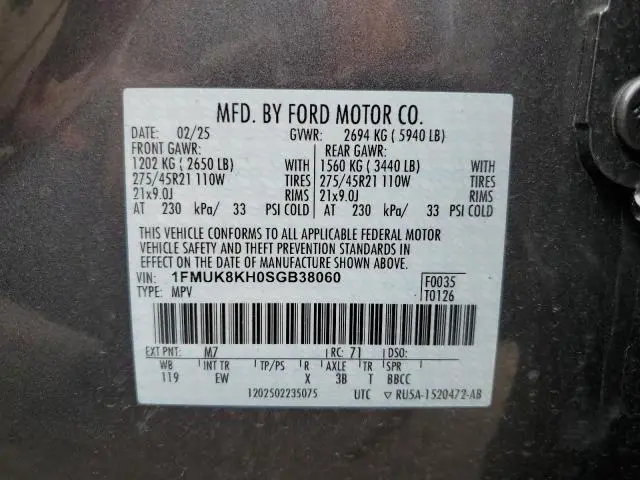 MFD. BY FORD MOTOR CO.
DATE: 02/25 GVWR: 2694 KG ( 5940 LB)
FRONT GAWR: REAR GAWR:
1202 KG ( 2650 LB) WITH 1560 KG ( 3440 LB) WITH
275/45R21 110W TIRES 275/45R21 110W TIRES
21x9.0J RIMS 21x9.0J RIMS
AT 230 kPa/ 33 PSI COLD AT 230 kPa/ 33 PSI COLD
THIS VEHICLE CONFORMS TO ALL APPLICABLE FEDERAL MOTOR
VEHICLE SAFETY AND THEFT PREVENTION STANDARDS IN
EFFECT ON THE DATE OF MANUFACTURE SHOWN ABOVE.
VIN: 1FMUK8KH0SGB38060 F0035
TYPE: MPV T0126
EXT PNT: M7 RC: 71 DSO:
WB INT TR TP/PS R AXLE TR SPR
119 EW X 3B T BBCC
1202502235075 UTC ▽ RU5A-1520472-AB